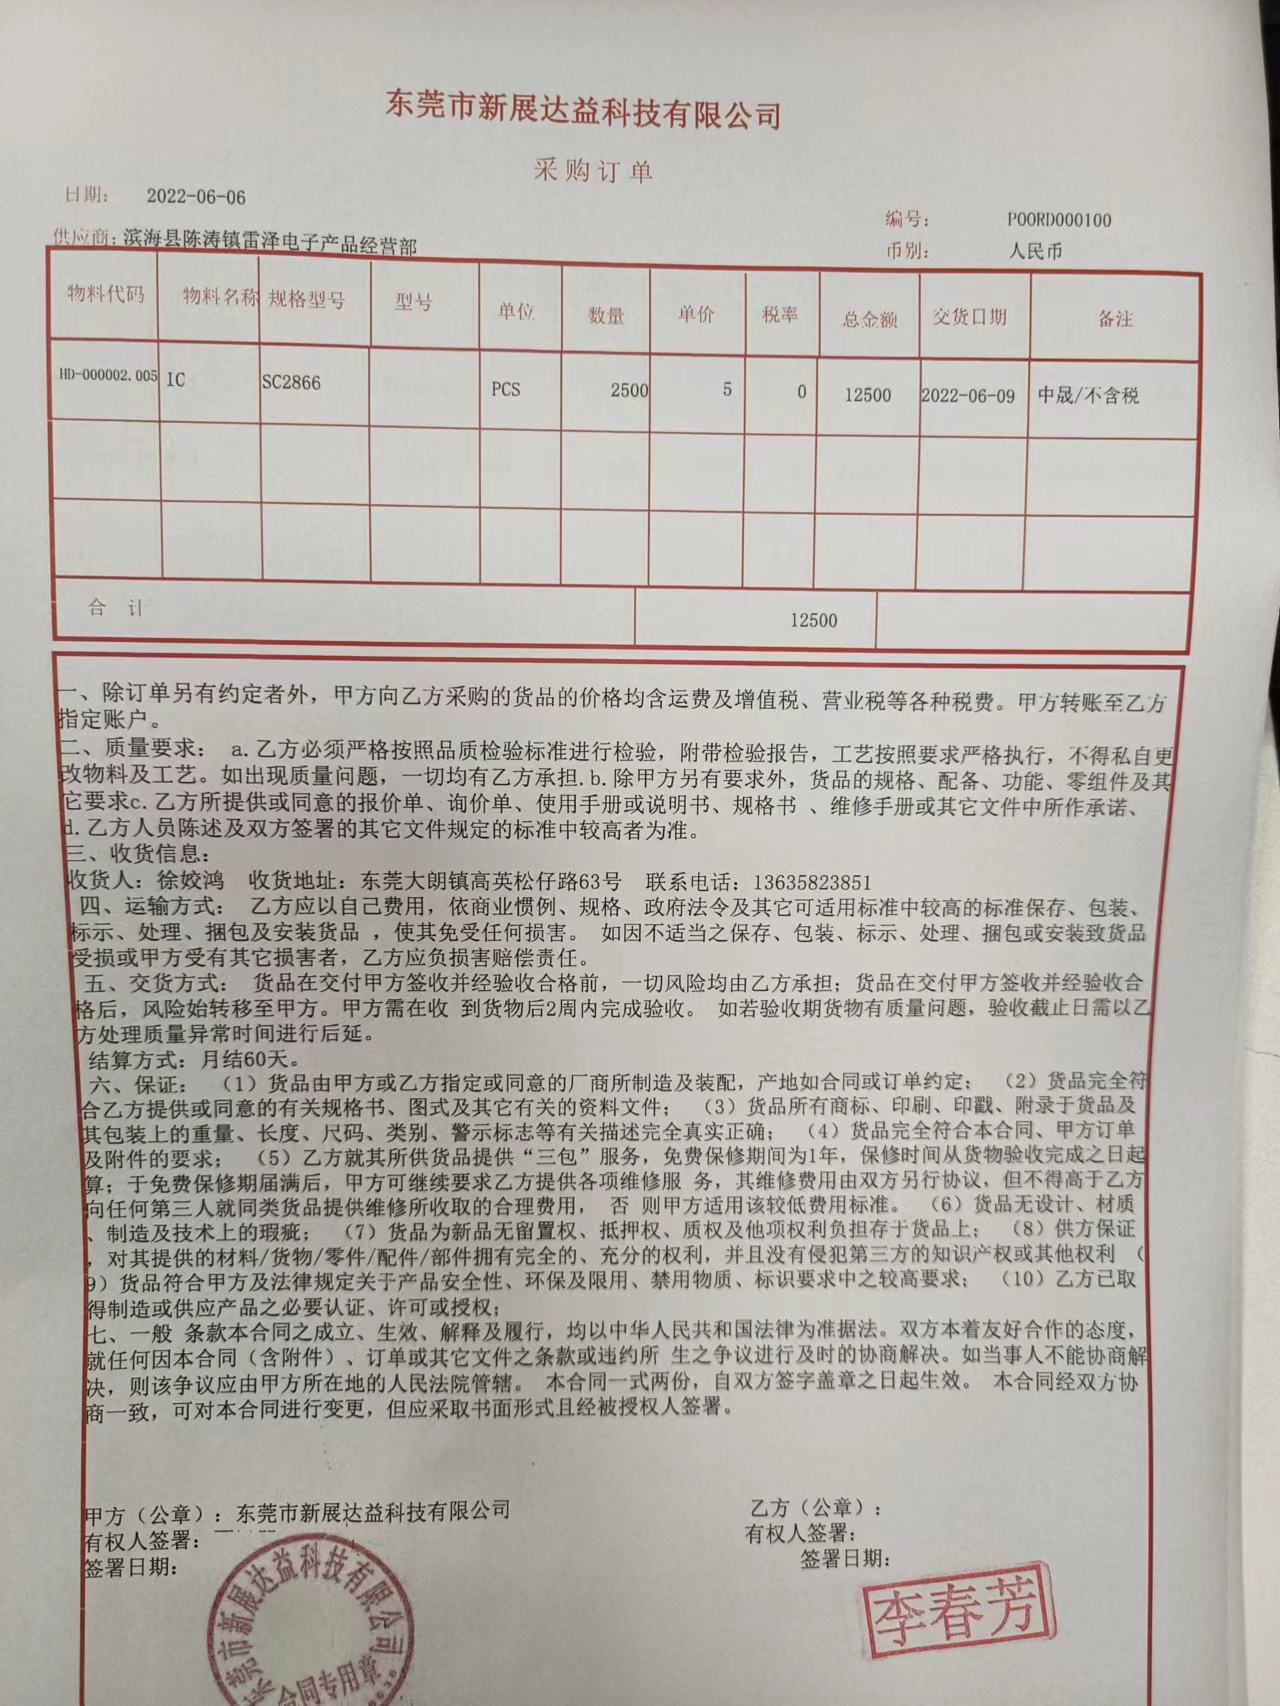 东莞市新展达益科技有限公司
采购订单
日期： 2022-06-06
编号： POORD000100
供应商：滨海县陈涛镇雷泽电子产品经营部
币别： 人民币
物料代码 物料名称 规格型号 型号 单位 数量 单价 税率 总金额 交货日期 备注
HD-000002.005 IC SC2866 PCS 2500 5 0 12500 2022-06-09 中晟/不含税
合 计 12500
一、除订单另有约定者外，甲方向乙方采购的货品的价格均含运费及增值税、营业税等各种税费。甲方转账至乙方
指定账户。
二、质量要求： a.乙方必须严格按照品质检验标准进行检验，附带检验报告，工艺按照要求严格执行，不得私自更
改物料及工艺。如出现质量问题，一切均有乙方承担.b.除甲方另有要求外，货品的规格、配备、功能、零组件及其
它要求c.乙方所提供或同意的报价单、询价单、使用手册或说明书、规格书 、维修手册或其它文件中所作承诺、
d.乙方人员陈述及双方签署的其它文件规定的标准中较高者为准。
三、收货信息：
收货人：徐姣鸿 收货地址：东莞大朗镇高英松仔路63号 联系电话：13635823851
四、运输方式： 乙方应以自己费用，依商业惯例、规格、政府法令及其它可适用标准中较高的标准保存、包装、
标示、处理、捆包及安装货品 ，使其免受任何损害。 如因不适当之保存、包装、标示、处理、捆包或安装致货品
受损或甲方受有其它损害者，乙方应负损害赔偿责任。
五、交货方式： 货品在交付甲方签收并经验收合格前，一切风险均由乙方承担；货品在交付甲方签收并经验收合
格后，风险始转移至甲方。甲方需在收 到货物后2周内完成验收。 如若验收期货物有质量问题，验收截止日需以乙
方处理质量异常时间进行后延。
结算方式：月结60天。
六、保证： （1）货品由甲方或乙方指定或同意的厂商所制造及装配，产地如合同或订单约定； （2）货品完全符
合乙方提供或同意的有关规格书、图式及其它有关的资料文件； （3）货品所有商标、印刷、印戳、附录于货品及
其包装上的重量、长度、尺码、类别、警示标志等有关描述完全真实正确； （4）货品完全符合本合同、甲方订单
及附件的要求； （5）乙方就其所供货品提供“三包”服务，免费保修期间为1年，保修时间从货物验收完成之日起
算；于免费保修期届满后，甲方可继续要求乙方提供各项维修服 务，其维修费用由双方另行协议，但不得高于乙方
向任何第三人就同类货品提供维修所收取的合理费用， 否 则甲方适用该较低费用标准。 （6）货品无设计、材质
、制造及技术上的瑕疵； （7）货品为新品无留置权、抵押权、质权及他项权利负担存于货品上； （8）供方保证
，对其提供的材料/货物/零件/配件/部件拥有完全的、充分的权利，并且没有侵犯第三方的知识产权或其他权利 （
9）货品符合甲方及法律规定关于产品安全性、环保及限用、禁用物质、标识要求中之较高要求； （10）乙方已取
得制造或供应产品之必要认证、许可或授权；
七、一般 条款本合同之成立、生效、解释及履行，均以中华人民共和国法律为准据法。双方本着友好合作的态度，
就任何因本合同（含附件）、订单或其它文件之条款或违约所 生之争议进行及时的协商解决。如当事人不能协商解
决，则该争议应由甲方所在地的人民法院管辖。 本合同一式两份，自双方签字盖章之日起生效。 本合同经双方协
商一致，可对本合同进行变更，但应采取书面形式且经被授权人签署。
甲方（公章）：东莞市新展达益科技有限公司
乙方（公章）：
有权人签署：
有权人签署：
签署日期：
签署日期：
东莞市新展达益科技有限公司
合同专用章
李春芳